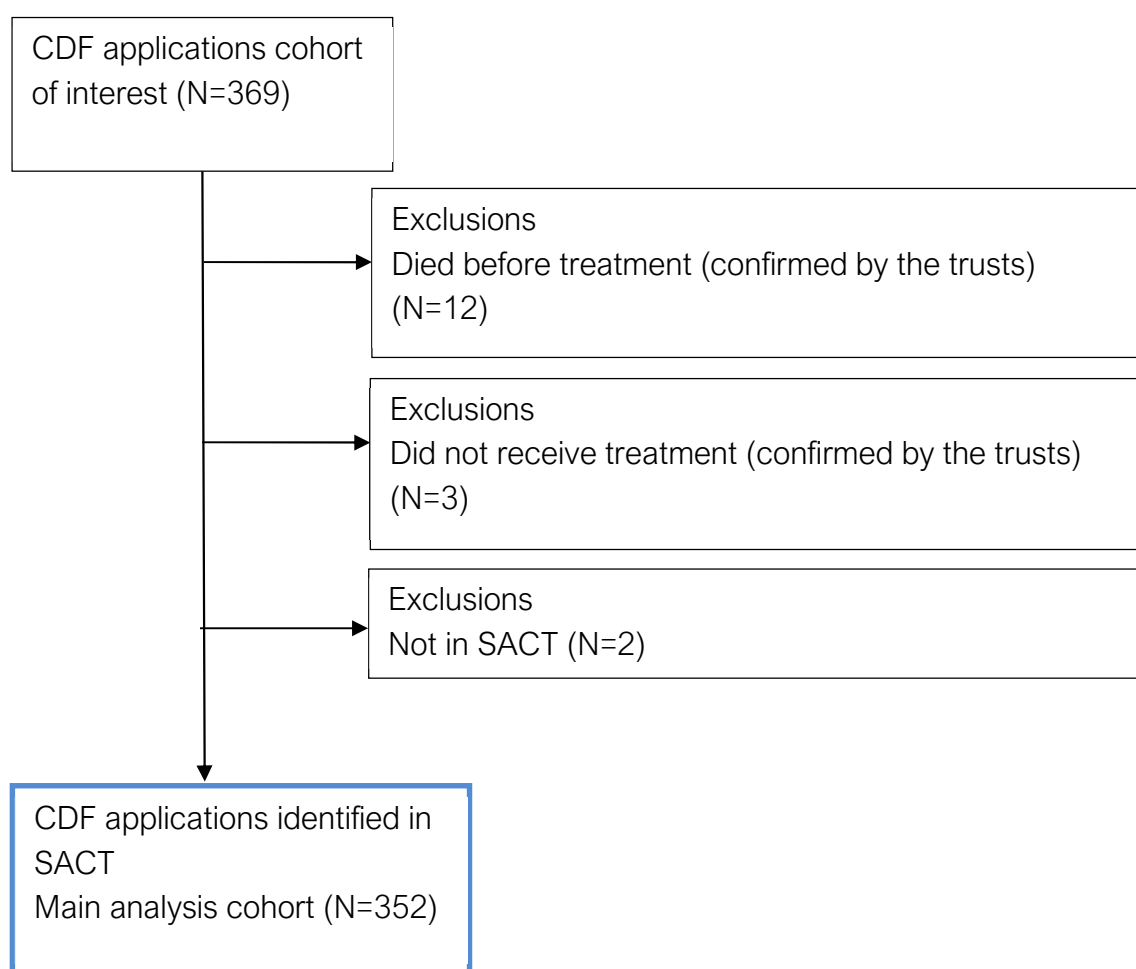 CDF applications cohort
of interest (N=369)
Exclusions
Died before treatment (confirmed by the trusts)
(N=12)
Exclusions
Did not receive treatment (confirmed by the trusts)
(N=3)
Exclusions
Not in SACT (N=2)
CDF applications identified in
SACT
Main analysis cohort (N=352)